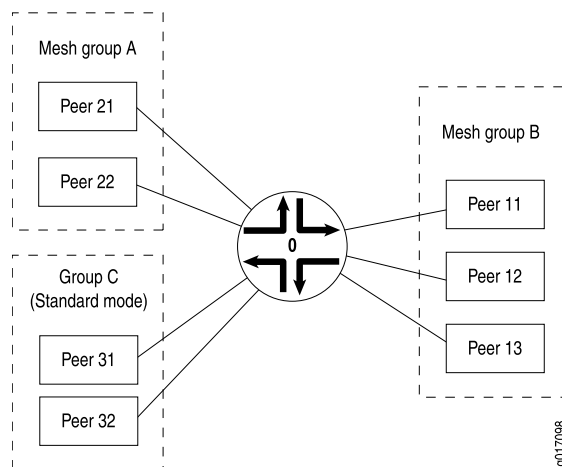 Mesh group A
Peer 21
Peer 22
Group C
(Standard mode)
Peer 31
Peer 32
0
Mesh group B
Peer 11
Peer 12
Peer 13
g017098